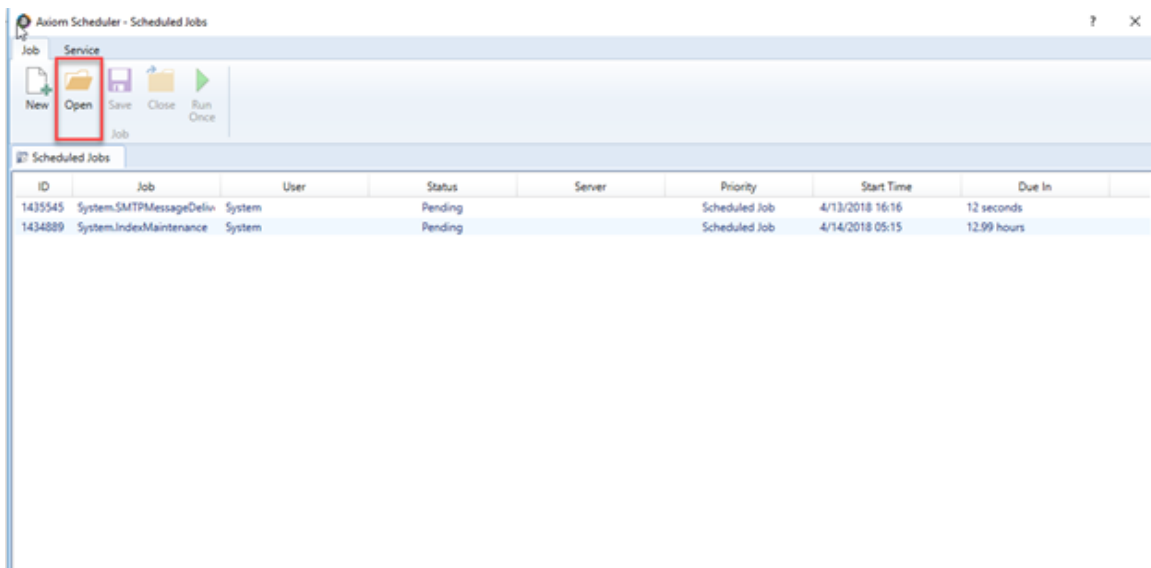 Axiom Scheduler - Scheduled Jobs ?
Job Service
New Open Save Close Run Once
Job
Scheduled Jobs
ID Job User Status Server Priority Start Time Due In
1435545 System.SMTPMessageDeliv System Pending Scheduled Job 4/13/2018 16:16 12 seconds
1434889 System.IndexMaintenance System Pending Scheduled Job 4/14/2018 05:15 12.99 hours